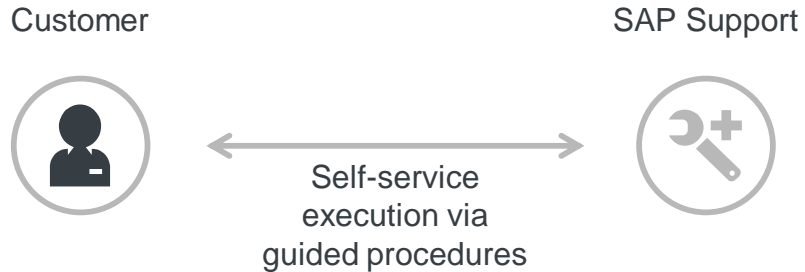 Customer
SAP Support
Self-service
execution via
guided procedures